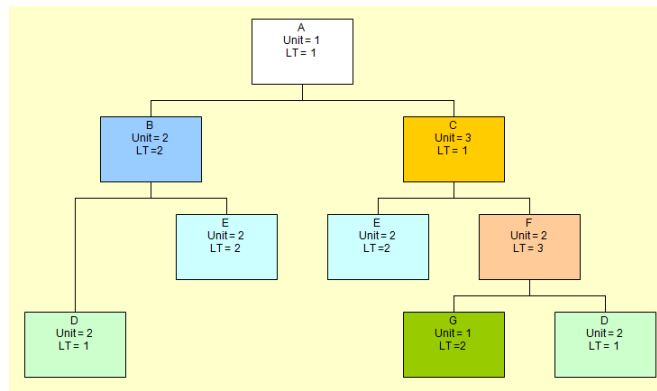 A
Unit= 1
LT= 1
B
Unit= 2
LT=2
C
Unit= 3
LT= 1
E
Unit= 2
LT= 2
E
Unit= 2
LT=2
F
Unit= 2
LT= 3
D
Unit= 2
LT= 1
G
Unit= 1
LT=2
D
Unit= 2
LT= 1